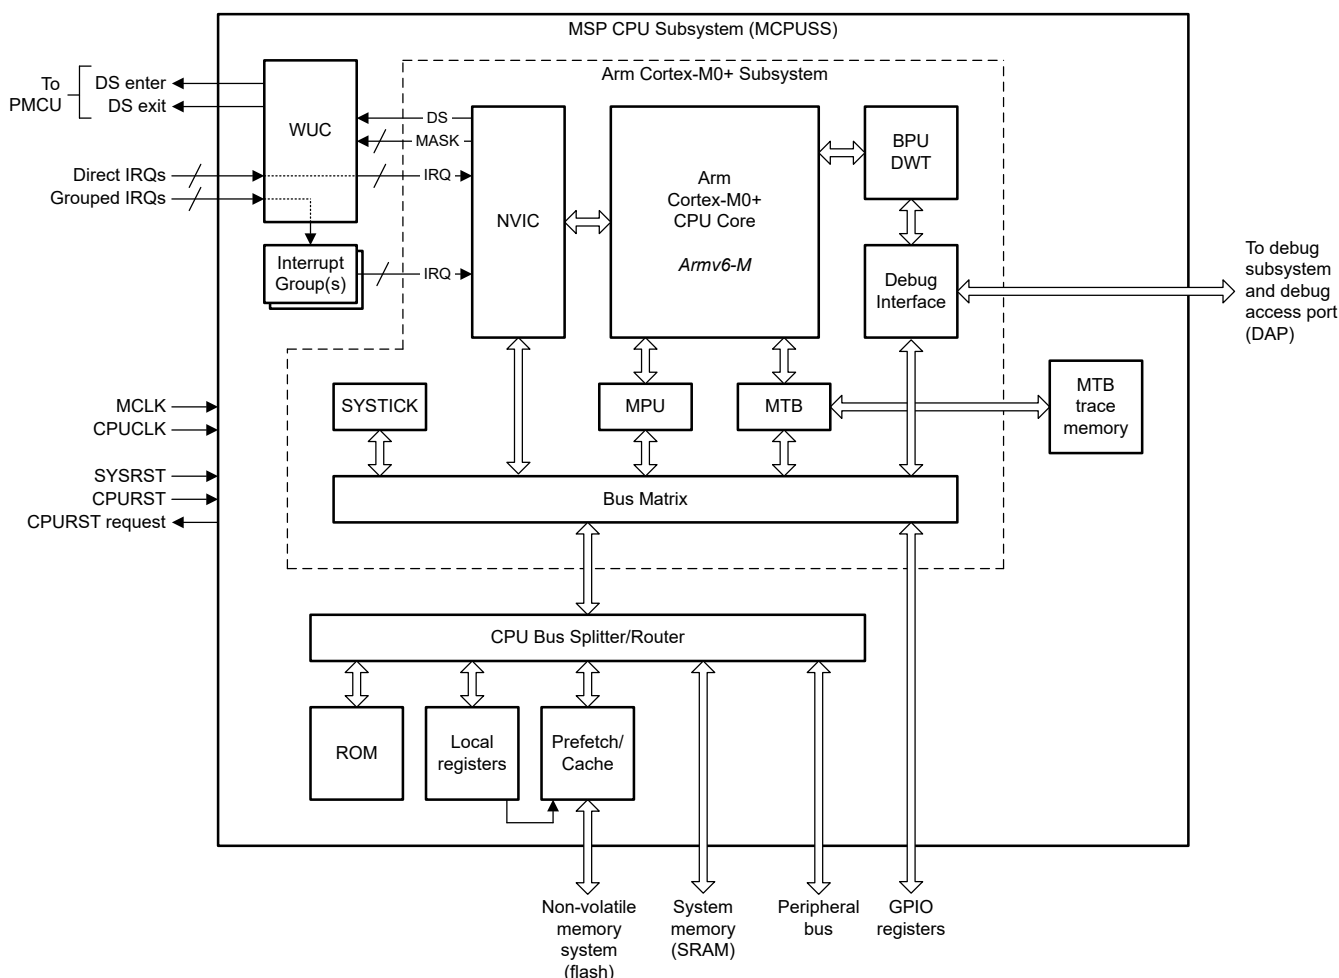 MSP CPU Subsystem (MCPUSS)
Arm Cortex-M0+ Subsystem
To
PMCU
DS enter
DS exit
WUC
DS
MASK
Direct IRQs
Grouped IRQs
IRQ
IRQ
Interrupt
Group(s)
NVIC
Arm
Cortex-M0+
CPU Core
Armv6-M
BPU
DWT
Debug
Interface
To debug
subsystem
and debug
access port
(DAP)
MCLK
CPUCLK
SYSRST
CPURST
CPURST request
SYSTICK
MPU
MTB
MTB
trace
memory
Bus Matrix
CPU Bus Splitter/Router
ROM
Local
registers
Prefetch/
Cache
Non-volatile
memory
system
(flash)
System
memory
(SRAM)
Peripheral
bus
GPIO
registers